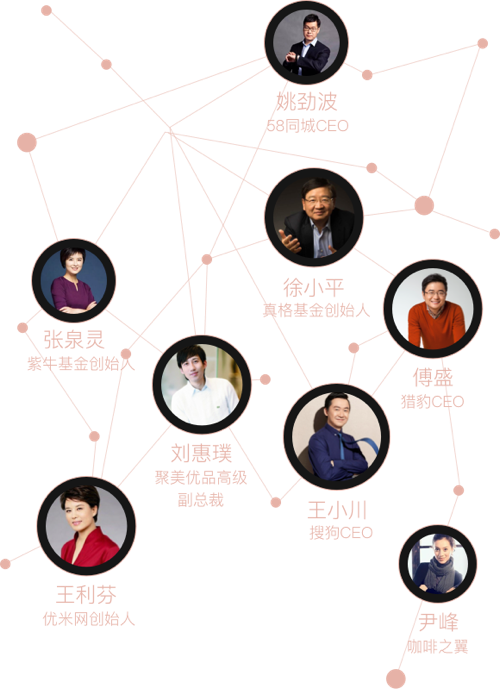 姚劲波
58同城CEO
徐小平
真格基金创始人
张泉灵
紫牛基金创始人
傅盛
猎豹CEO
刘惠璞
聚美优品高级
副总裁
王小川
搜狗CEO
王利芬
优米网创始人
尹峰
咖啡之翼